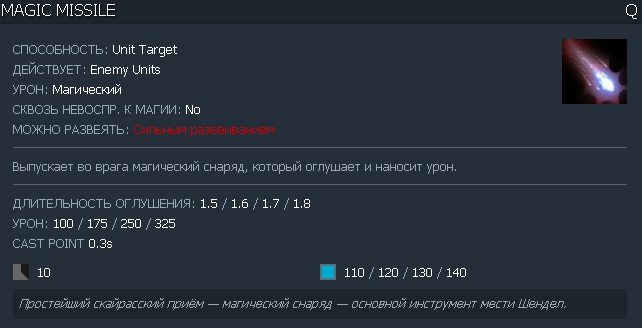 MAGIC MISSILE Q
СПОСОБНОСТЬ: Unit Target
ДЕЙСТВУЕТ: Enemy Units
УРОН: Магический
СКВОЗЬ НЕВОСПР. К МАГИИ: No
МОЖНО РАЗВЕЯТЬ: Сильным развеиванием
Выпускает во врага магический снаряд, который оглушает и наносит урон.
ДЛИТЕЛЬНОСТЬ ОГЛУШЕНИЯ: 1.5 / 1.6 / 1.7 / 1.8
УРОН: 100 / 175 / 250 / 325
CAST POINT 0.3s
10 110 / 120 / 130 / 140
Простейший скайрасский приём — магический снаряд — основной инструмент мести Шендел.